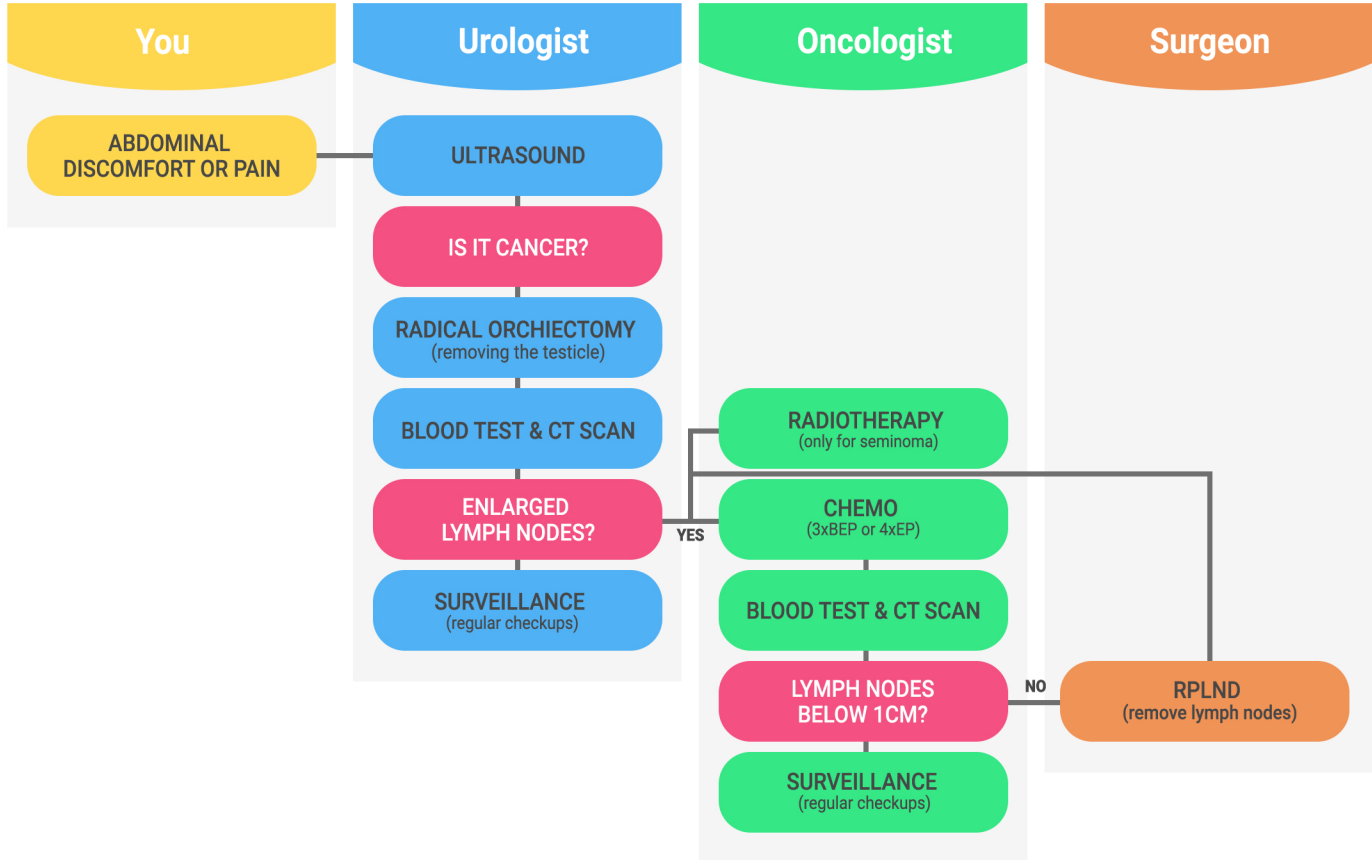 You
Urologist
Oncologist
Surgeon
ABDOMINAL
DISCOMFORT OR PAIN
ULTRASOUND
IS IT CANCER?
RADICAL ORCHIECTOMY
(removing the testicle)
BLOOD TEST & CT SCAN
ENLARGED
LYMPH NODES?
YES
SURVEILLANCE
(regular checkups)
RADIOTHERAPY
(only for seminoma)
CHEMO
(3xBEP or 4xEP)
BLOOD TEST & CT SCAN
LYMPH NODES
BELOW 1CM?
NO
SURVEILLANCE
(regular checkups)
RPLND
(remove lymph nodes)